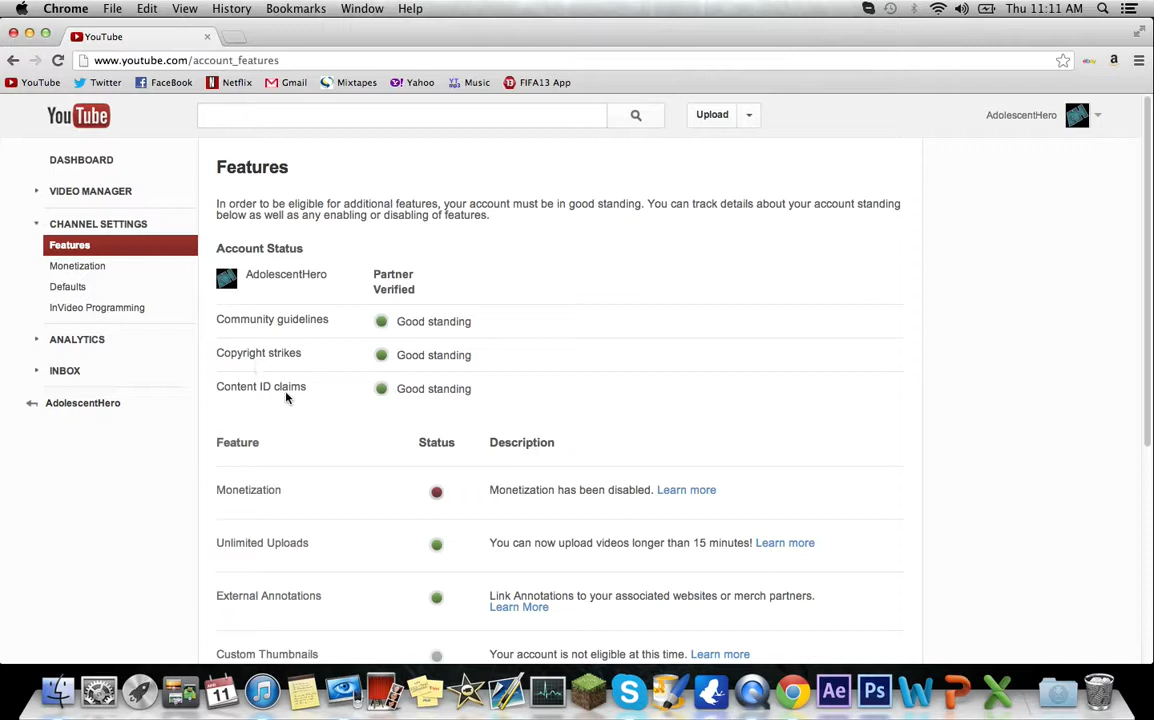 Chrome File Edit View History Bookmarks Window Help Thu 11:11 AM
YouTube
www.youtube.com/account_features
YouTube Twitter FaceBook Netflix Gmail Mixtapes Yahoo Music FIFA13 App
YouTube Upload AdolescentHero
DASHBOARD
VIDEO MANAGER
CHANNEL SETTINGS
Features
Monetization
Defaults
InVideo Programming
ANALYTICS
INBOX
AdolescentHero
Features
In order to be eligible for additional features, your account must be in good standing. You can track details about your account standing
below as well as any enabling or disabling of features.
Account Status
AdolescentHero Partner
Verified
Community guidelines Good standing
Copyright strikes Good standing
Content ID claims Good standing
Feature Status Description
Monetization Monetization has been disabled. Learn more
Unlimited Uploads You can now upload videos longer than 15 minutes! Learn more
External Annotations Link Annotations to your associated websites or merch partners.
Learn More
Custom Thumbnails Your account is not eligible at this time. Learn more
11
Ae Ps